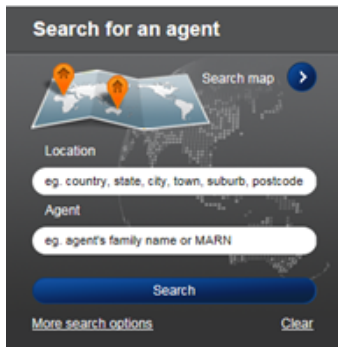 Search for an agent
Search map
Location
eg. country, state, city, town, suburb, postcode
Agent
eg. agent's family name or MARN
Search
More search options
Clear